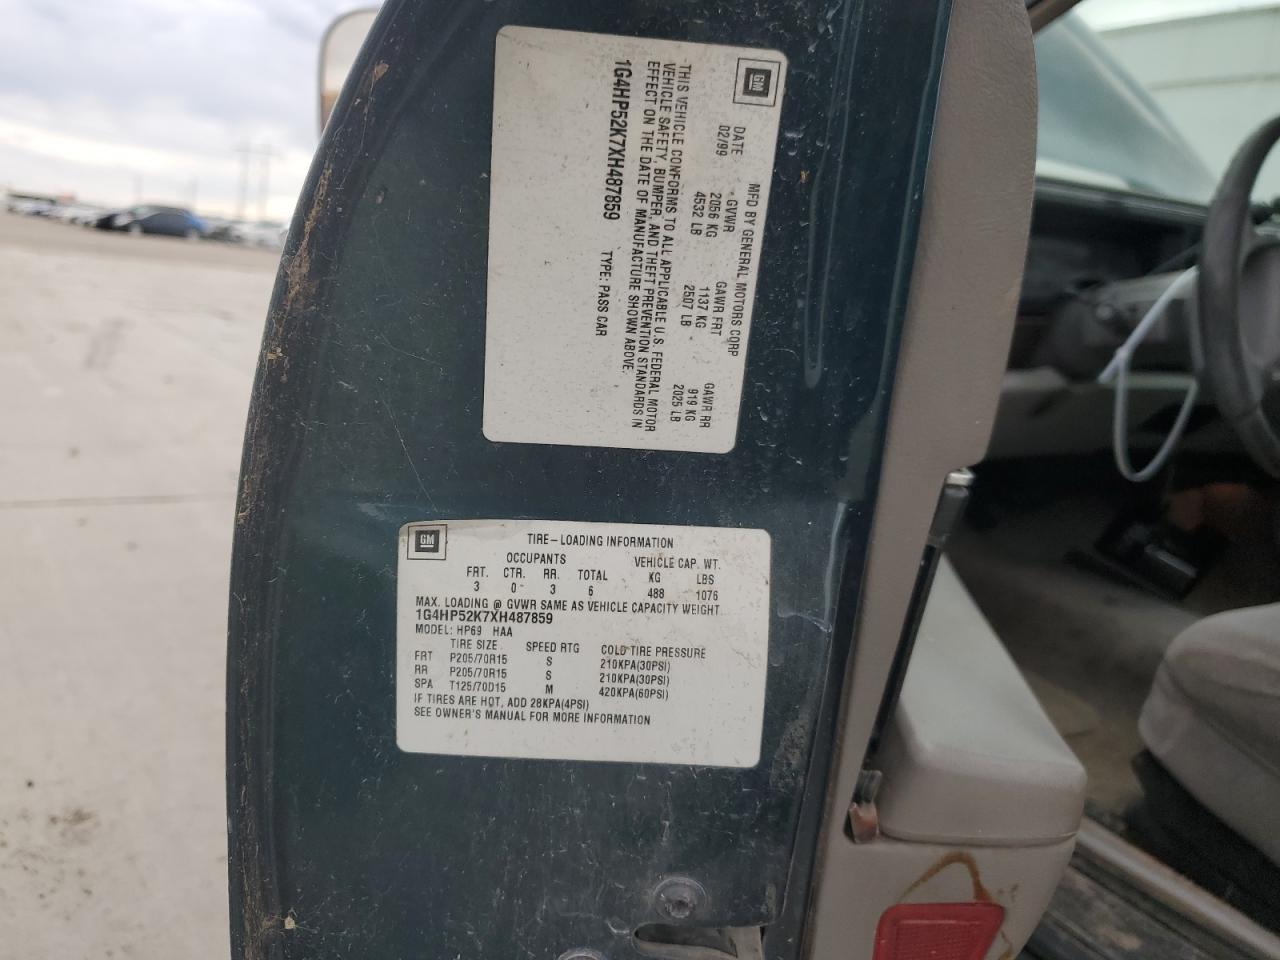 GM
MFD BY GENERAL MOTORS CORP
DATE GVWR GAWR FRT GAWR RR
02/99 2056 KG 1137 KG 919 KG
4532 LB 2507 LB 2025 LB
THIS VEHICLE CONFORMS TO ALL APPLICABLE U.S. FEDERAL MOTOR
VEHICLE SAFETY, BUMPER, AND THEFT PREVENTION STANDARDS IN
EFFECT ON THE DATE OF MANUFACTURE SHOWN ABOVE.
1G4HP52K7XH487859 TYPE: PASS CAR
GM
TIRE-LOADING INFORMATION
OCCUPANTS VEHICLE CAP. WT.
FRT. CTR. RR. TOTAL KG LBS
3 0 3 6 488 1076
MAX. LOADING @ GVWR SAME AS VEHICLE CAPACITY WEIGHT
1G4HP52K7XH487859
MODEL: HP69 HAA
TIRE SIZE SPEED RTG COLD TIRE PRESSURE
FRT P205/70R15 S 210KPA(30PSI)
RR P205/70R15 S 210KPA(30PSI)
SPA T125/70D15 M 420KPA(60PSI)
IF TIRES ARE HOT, ADD 28KPA(4PSI)
SEE OWNER'S MANUAL FOR MORE INFORMATION